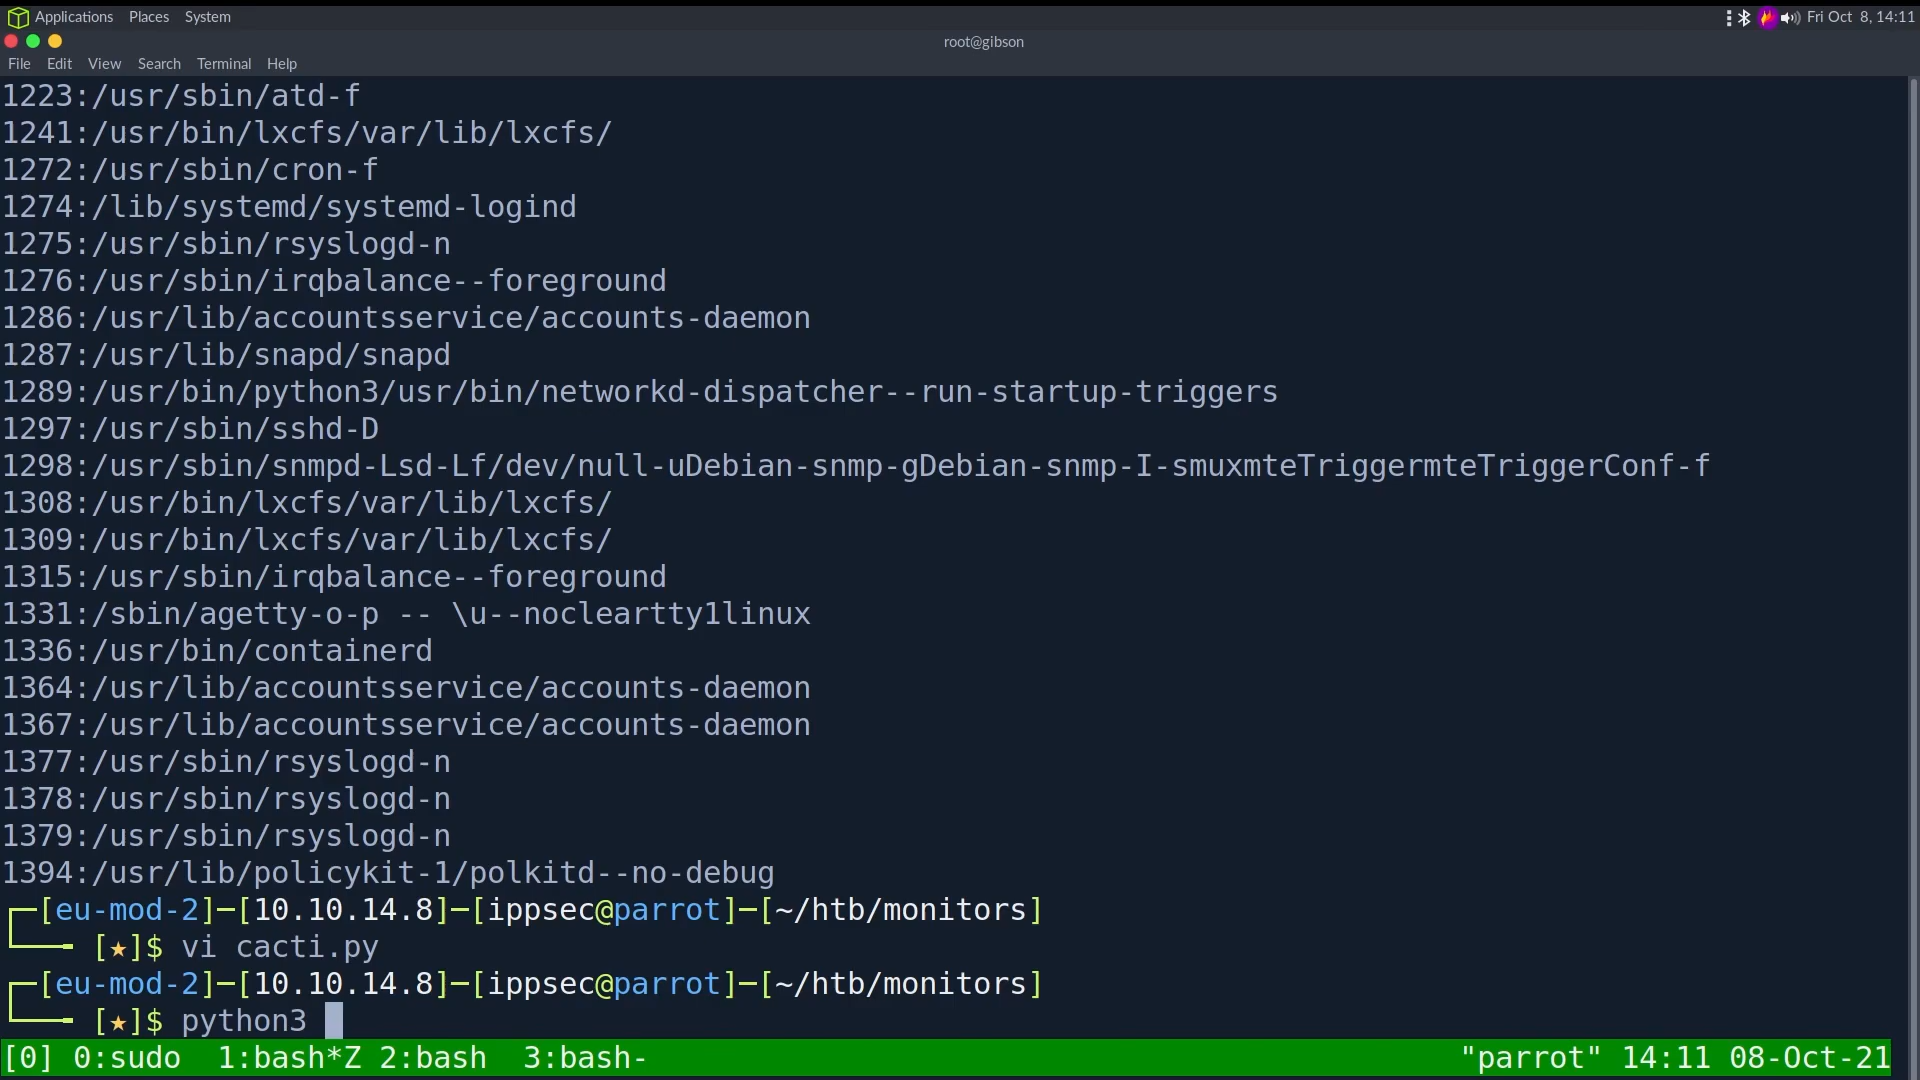 Applications Places System
Fri Oct 8, 14:11
root@gibson
File Edit View Search Terminal Help
1223:/usr/sbin/atd-f
1241:/usr/bin/lxcfs/var/lib/lxcfs/
1272:/usr/sbin/cron-f
1274:/lib/systemd/systemd-logind
1275:/usr/sbin/rsyslogd-n
1276:/usr/sbin/irqbalance--foreground
1286:/usr/lib/accountsservice/accounts-daemon
1287:/usr/lib/snapd/snapd
1289:/usr/bin/python3/usr/bin/networkd-dispatcher--run-startup-triggers
1297:/usr/sbin/sshd-D
1298:/usr/sbin/snmpd-Lsd-Lf/dev/null-uDebian-snmp-gDebian-snmp-I-smuxmteTriggermteTriggerConf-f
1308:/usr/bin/lxcfs/var/lib/lxcfs/
1309:/usr/bin/lxcfs/var/lib/lxcfs/
1315:/usr/sbin/irqbalance--foreground
1331:/sbin/agetty-o-p -- \u--nocleartty1linux
1336:/usr/bin/containerd
1364:/usr/lib/accountsservice/accounts-daemon
1367:/usr/lib/accountsservice/accounts-daemon
1377:/usr/sbin/rsyslogd-n
1378:/usr/sbin/rsyslogd-n
1379:/usr/sbin/rsyslogd-n
1394:/usr/lib/policykit-1/polkitd--no-debug
┌─[eu-mod-2]─[10.10.14.8]─[ippsec@parrot]─[~/htb/monitors]
└──╼ [★]$ vi cacti.py
┌─[eu-mod-2]─[10.10.14.8]─[ippsec@parrot]─[~/htb/monitors]
└──╼ [★]$ python3
[0] 0:sudo 1:bash*Z 2:bash 3:bash- "parrot" 14:11 08-Oct-21